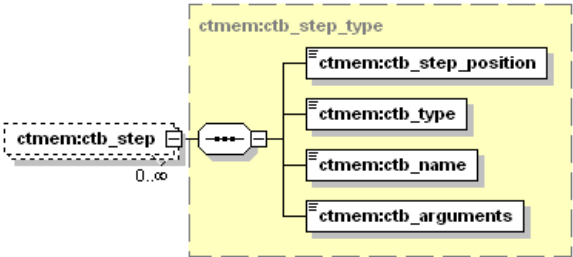 ctmem:ctb_step_type
ctmem:ctb_step_position
ctmem:ctb_type
ctmem:ctb_step
0..∞
ctmem:ctb_name
ctmem:ctb_arguments